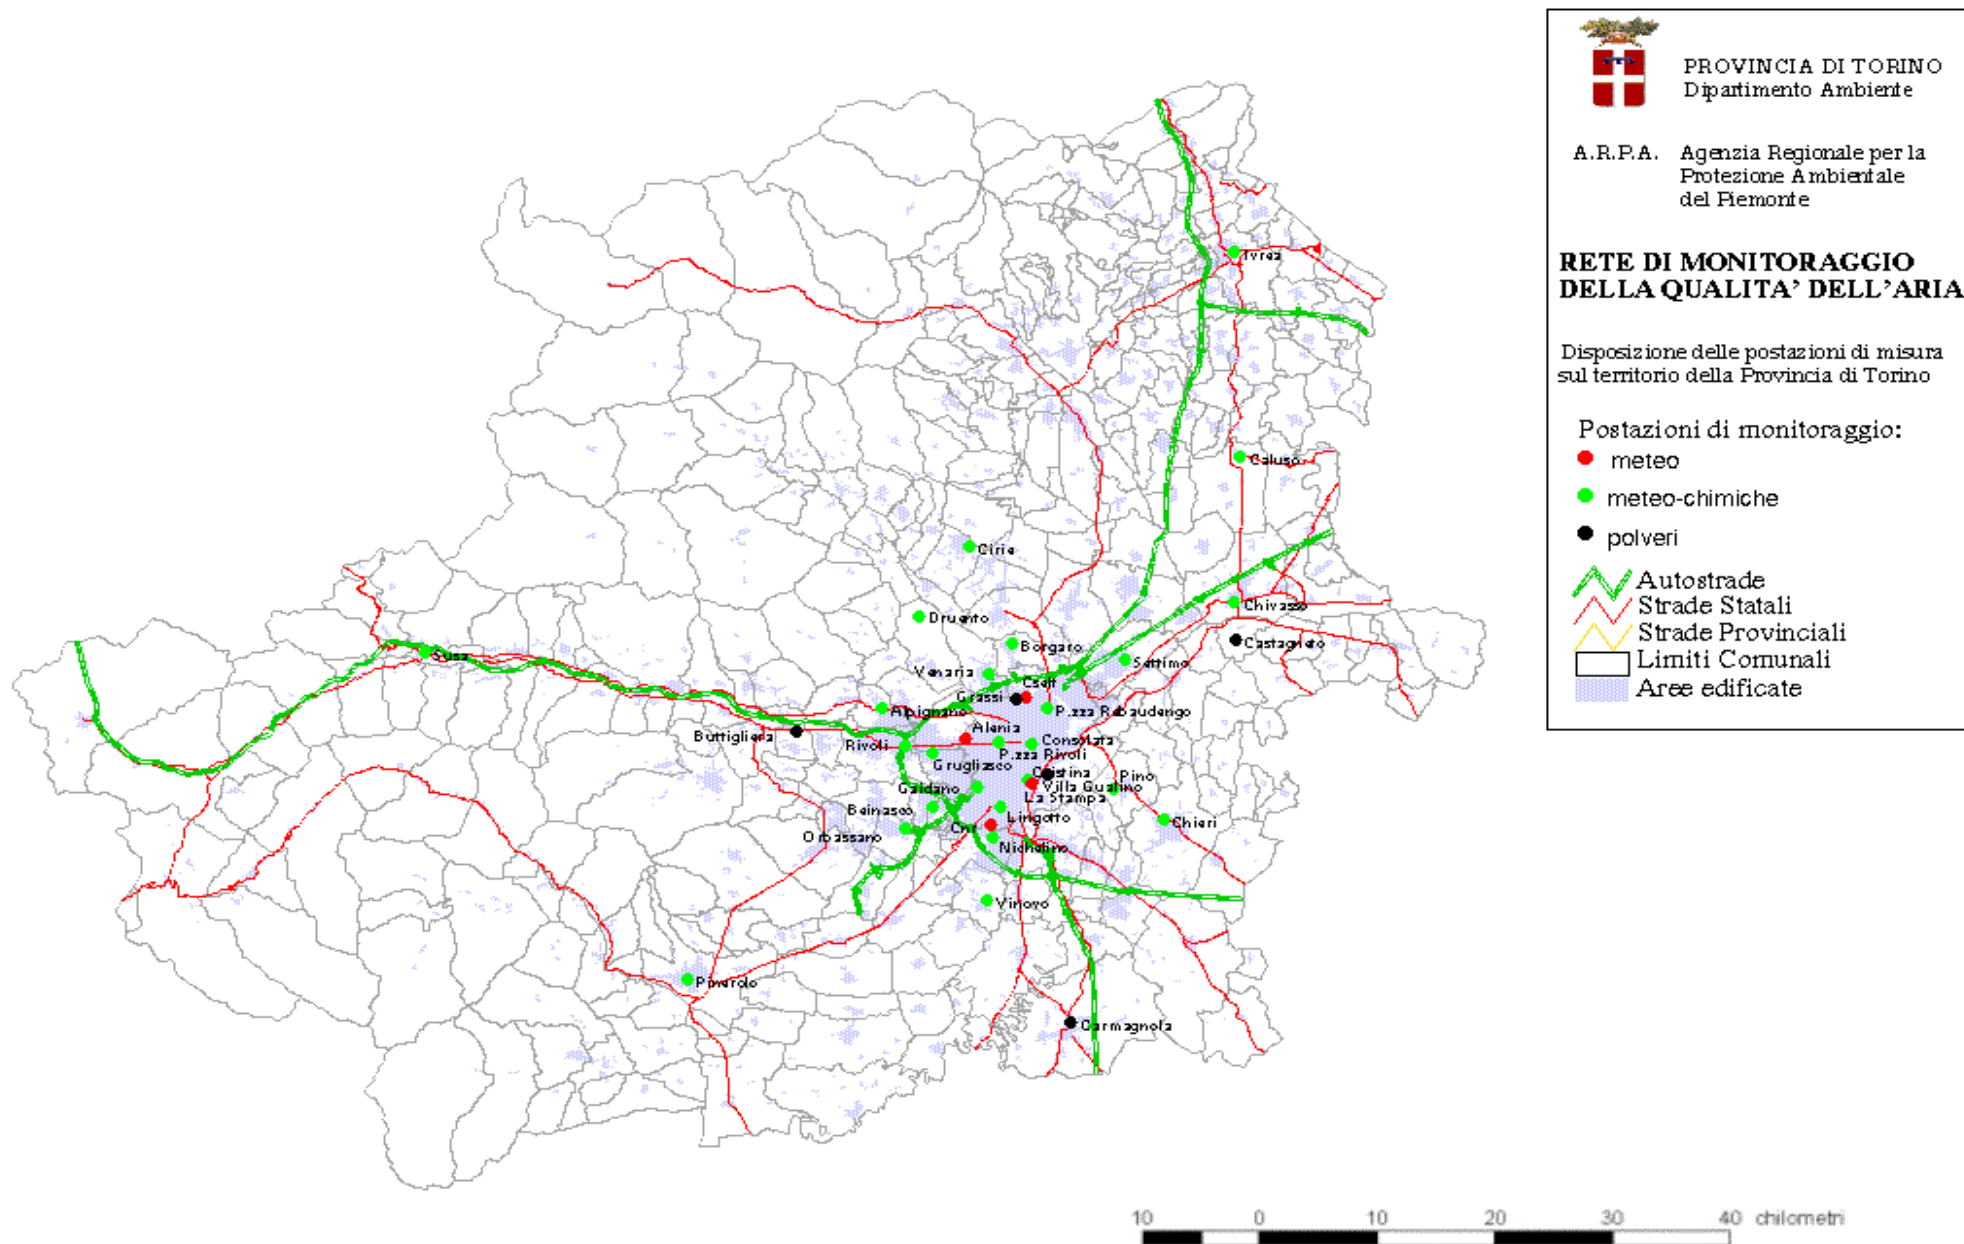 PROVINCIA DI TORINO
Dipartimento Ambiente
A.R.P.A. Agenzia Regionale per la
Protezione Ambientale
del Piemonte
RETE DI MONITORAGGIO
DELLA QUALITA' DELL'ARIA
Disposizione delle postazioni di misura
sul territorio della Provincia di Torino
Postazioni di monitoraggio:
meteo
meteo-chimiche
polveri
Autostrade
Strade Statali
Strade Provinciali
Limiti Comunali
Aree edificate
Ivrea
Caluso
Cirie
Chivasso
Druento
Castagneto
Borgaro
Susa
Settimo
Venaria
Cselt
Grassi
Alpignano
P.zza Rebaudengo
Alenia
Buttigliera
Rivoli
Consolata
P.zza Rivoli
Grugliasco
Cristina
Pino
Gaidano
Villa Gualino
La Stampa
Beinasco
Lingotto
Chieri
Cnr
Orbassano
Nichelino
Vinovo
Pinerolo
Carmagnola
10 0 10 20 30 40 chilometri